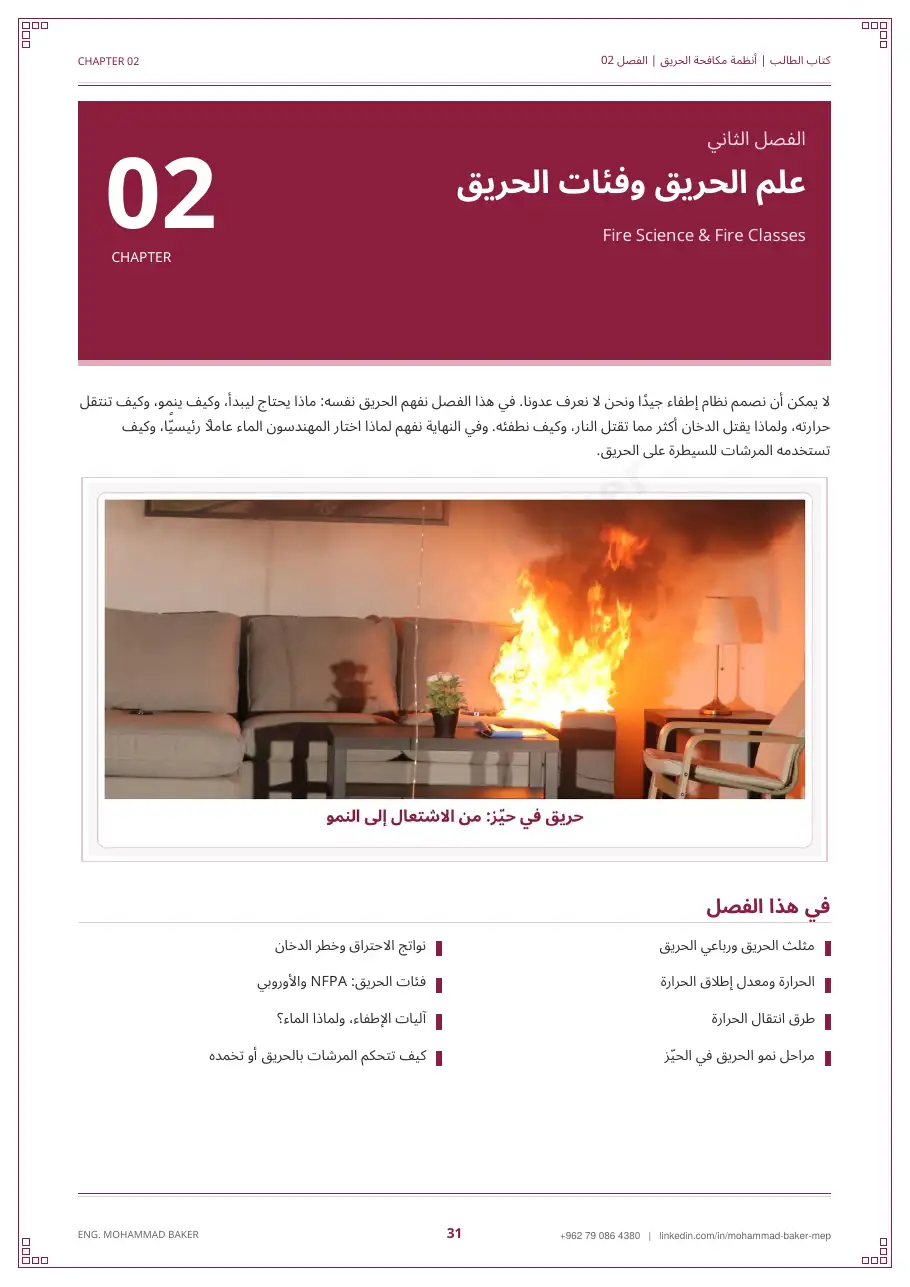 كتاب الطالب | أنظمة مكافحة الحريق | الفصل 02
CHAPTER 02
الفصل الثاني
علم الحريق وفئات الحريق
Fire Science & Fire Classes
02
CHAPTER
لا يمكن أن نصمم نظام إطفاء جيدًا ونحن لا نعرف عدونا. في هذا الفصل نفهم الحريق نفسه: ماذا يحتاج ليبدأ، وكيف ينمو، وكيف تنتقل
حرارته، ولماذا يقتل الدخان أكثر مما تقتل النار، وكيف نطفئه. وفي النهاية نفهم لماذا اختار المهندسون الماء عاملًا رئيسيًّا، وكيف
تستخدمه المرشات للسيطرة على الحريق.
حريق في حيّز: من الاشتعال إلى النمو
في هذا الفصل
مثلث الحريق ورباعي الحريق
الحرارة ومعدل إطلاق الحرارة
طرق انتقال الحرارة
مراحل نمو الحريق في الحيّز
نواتج الاحتراق وخطر الدخان
فئات الحريق: NFPA والأوروبي
آليات الإطفاء، ولماذا الماء؟
كيف تتحكم المرشات بالحريق أو تخمده
ENG. MOHAMMAD BAKER
31
+962 79 086 4380 | linkedin.com/in/mohammad-baker-mep